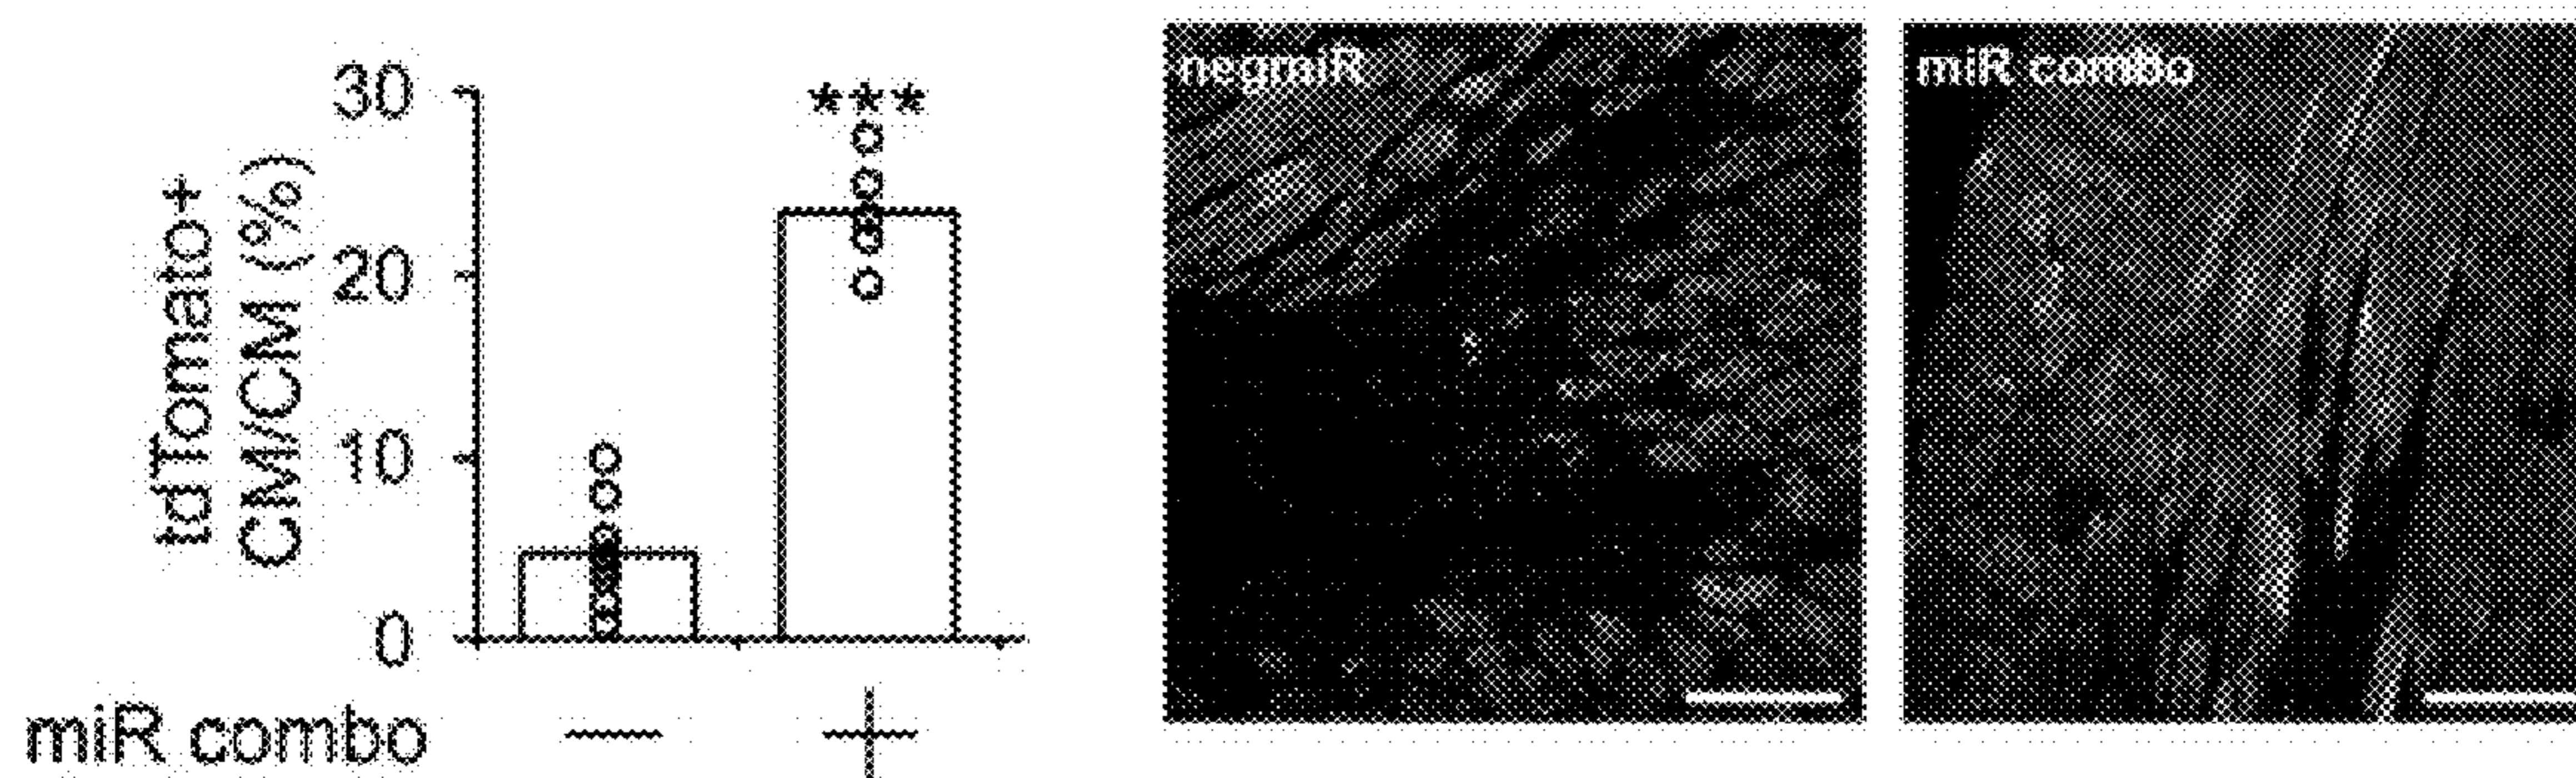 tdTomato+
CM/CM (%)
30
20
10
0
***
miR combo
—
+
negmiR
miR combo